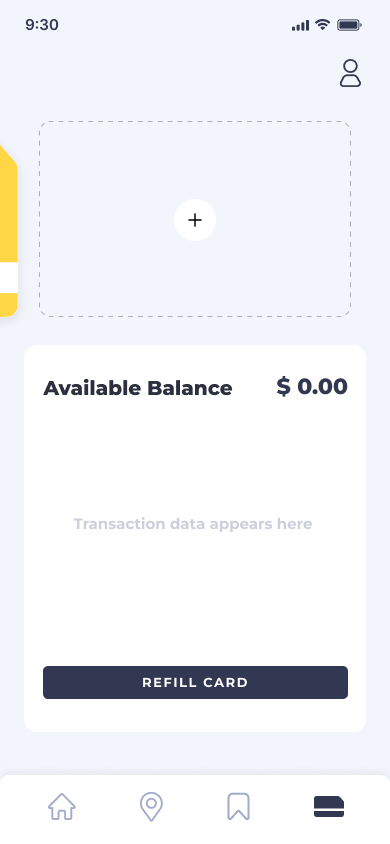 9:30
Available Balance $ 0.00
Transaction data appears here
REFILL CARD